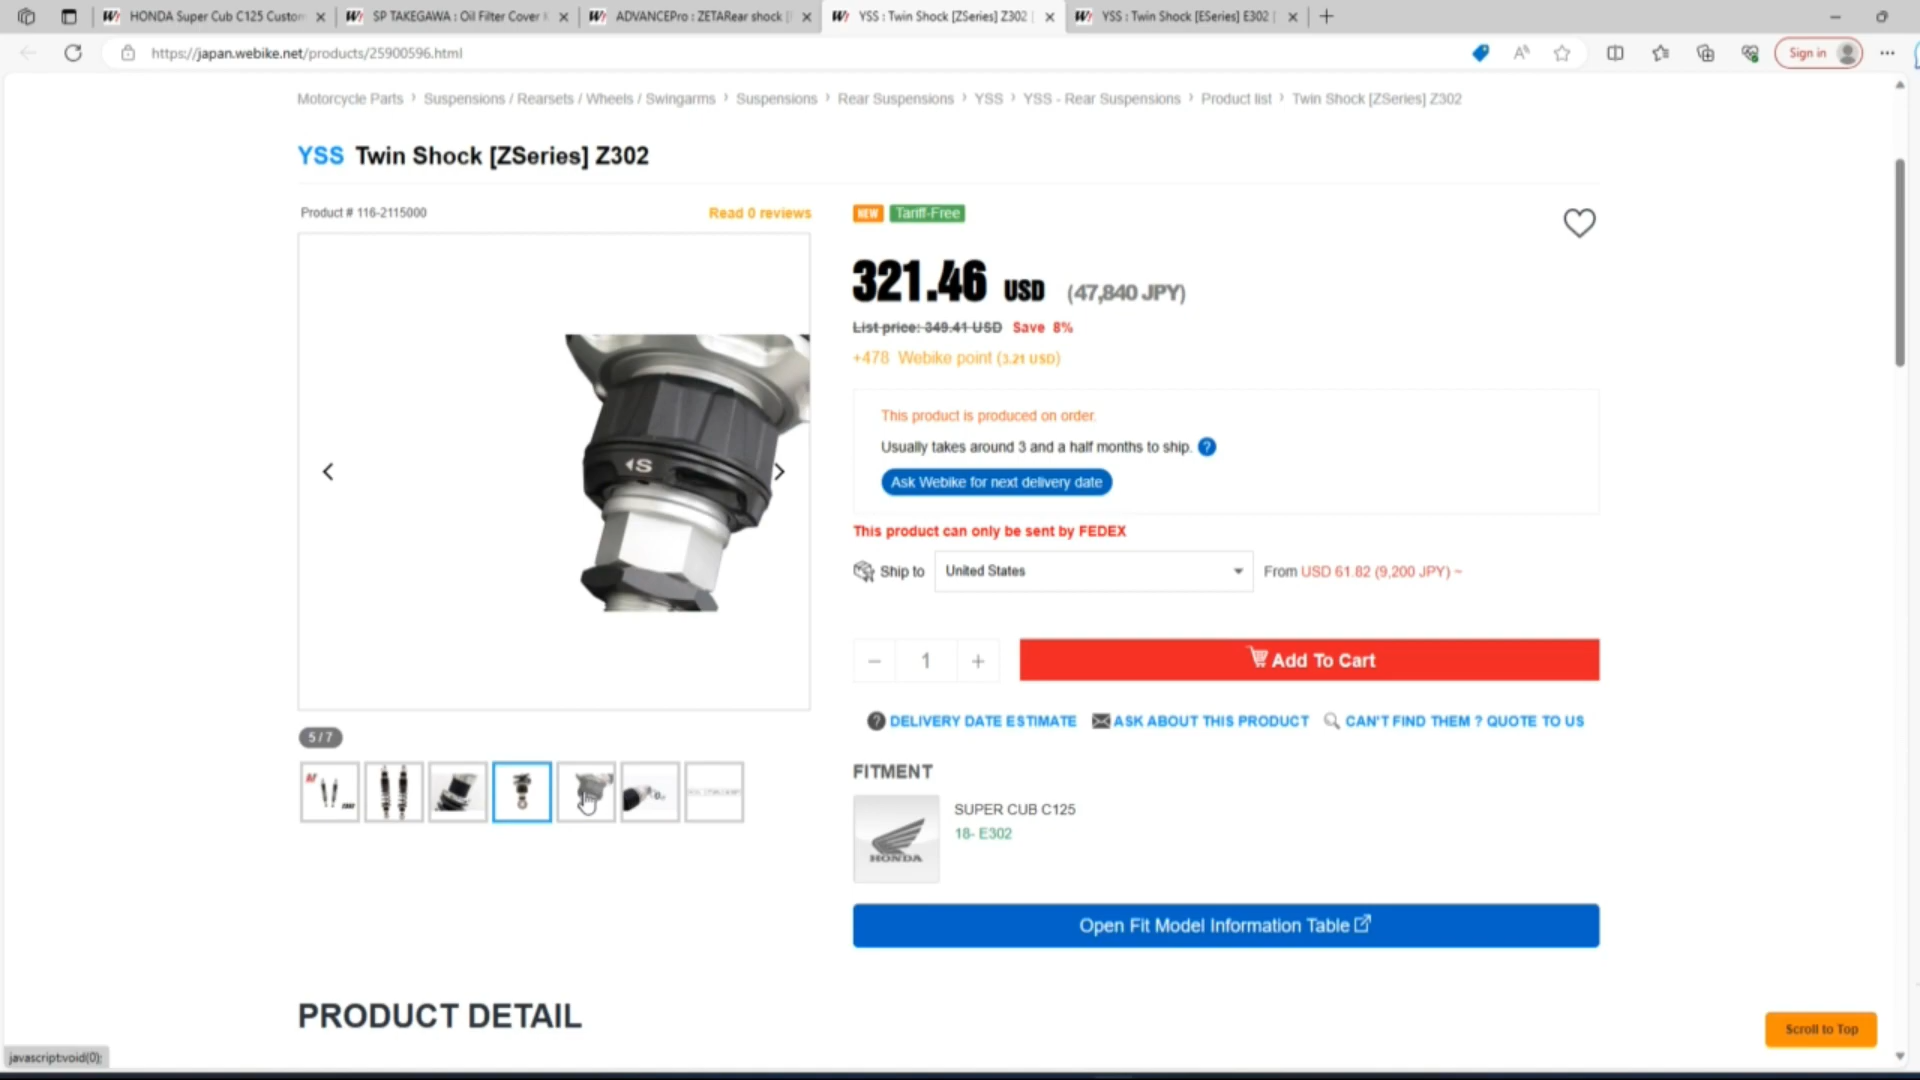 HONDA Super Cub C125 Custom
SP TAKEGAWA : Oil Filter Cover K
ADVANCEPro : ZETARear shock [
YSS : Twin Shock [ZSeries] Z302 [
YSS : Twin Shock [ESeries] E302 [
https://japan.webike.net/products/25900596.html
Sign in
Motorcycle Parts › Suspensions / Rearsets / Wheels / Swingarms › Suspensions › Rear Suspensions › YSS › YSS - Rear Suspensions › Product list › Twin Shock [ZSeries] Z302
YSS Twin Shock [ZSeries] Z302
Product # 116-2115000
Read 0 reviews
NEW Tariff-Free
321.46 USD (47,840 JPY)
List price: 349.41 USD Save 8%
+478 Webike point (3.21 USD)
This product is produced on order.
Usually takes around 3 and a half months to ship. ?
Ask Webike for next delivery date
This product can only be sent by FEDEX
Ship to United States From USD 61.82 (9,200 JPY) ~
S
− 1 + Add To Cart
? DELIVERY DATE ESTIMATE ASK ABOUT THIS PRODUCT CAN'T FIND THEM ? QUOTE TO US
5 / 7
FITMENT
SUPER CUB C125
18- E302
HONDA
Open Fit Model Information Table
PRODUCT DETAIL
Scroll to Top
javascript:void(0);